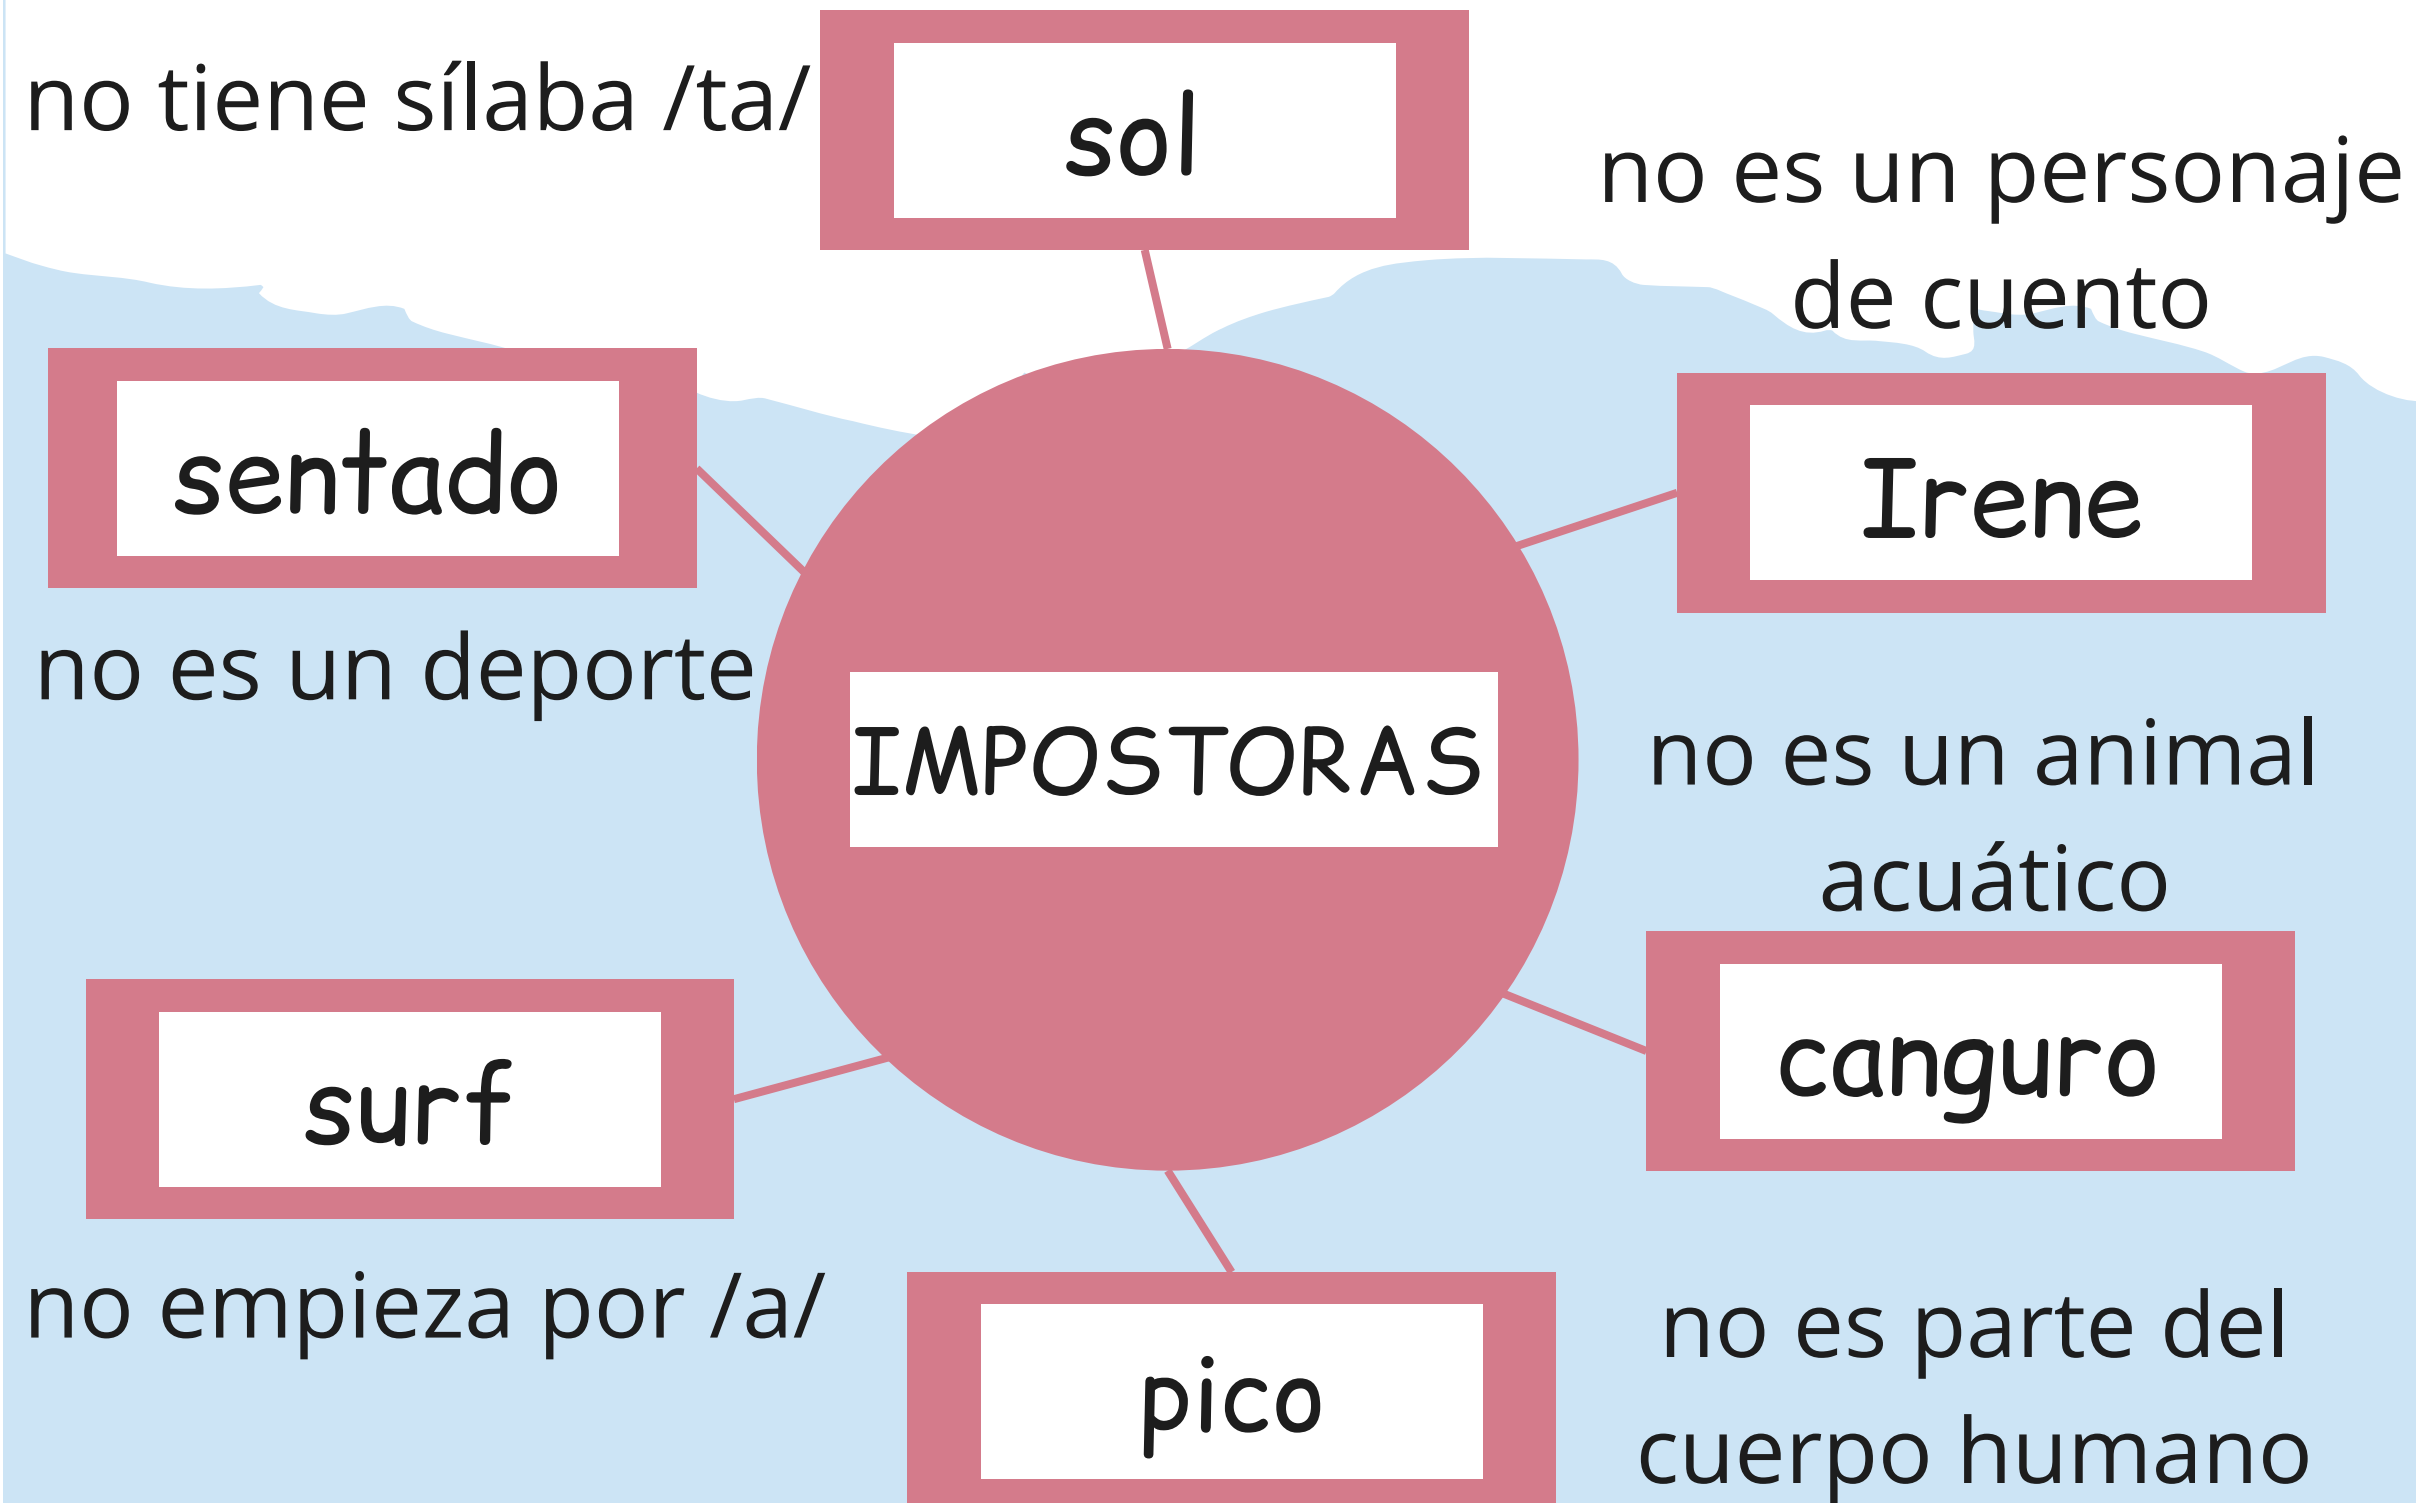 no tiene sílaba /ta/
sol
no es un personaje
de cuento
sentado
Irene
no es un deporte
IMPOSTORAS
no es un animal
acuático
surf
canguro
no empieza por /a/
pico
no es parte del
cuerpo humano